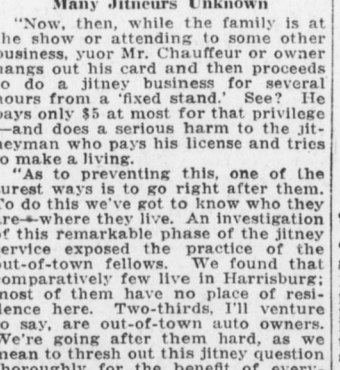 Many Jitneurs Unknown
"Now, then, while the family is at
the show or attending to some other
business, yuor Mr. Chauffeur or owner
hangs out his card and then proceeds
to do a jitney business for several
hours from a 'fixed stand.' See? He
pays only $5 at most for that privilege
—and does a serious harm to the jit-
neyman who pays his license and tries
to make a living.
"As to preventing this, one of the
surest ways is to go right after them.
To do this we've got to know who they
are—where they live. An investigation
of this remarkable phase of the jitney
service exposed the practice of the
out-of-town fellows. We found that
comparatively few live in Harrisburg;
most of them have no place of resi-
dence here. Two-thirds, I'll venture
to say, are out-of-town auto owners.
We're going after them hard, as we
mean to thresh out this jitney question
thoroughly for the benefit of every-